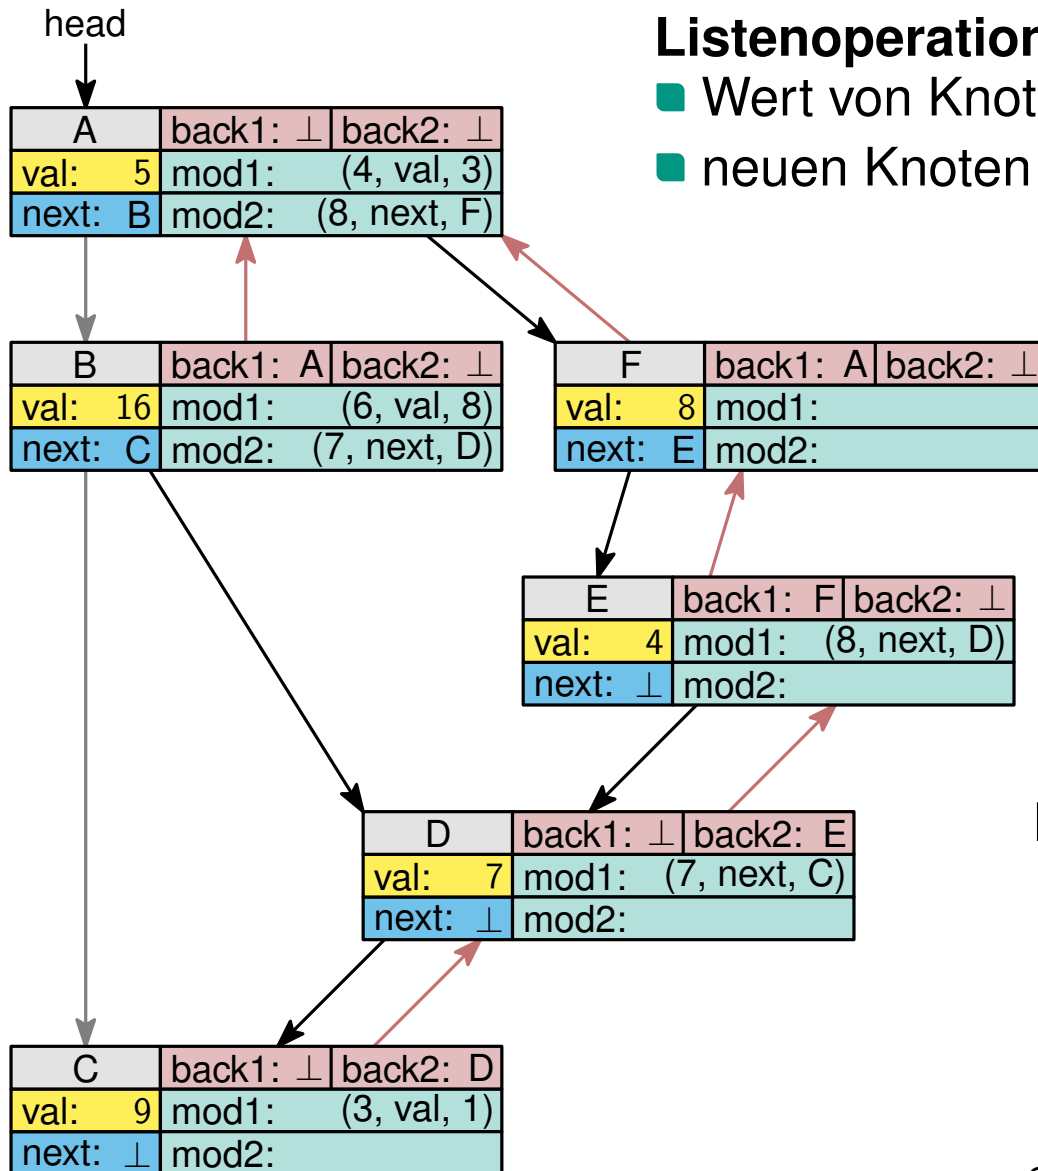 head
Listenoperation
Wert von Knot
neuen Knoten
A back1: ⊥ back2: ⊥
val: 5 mod1: (4, val, 3)
next: B mod2: (8, next, F)
B back1: A back2: ⊥
val: 16 mod1: (6, val, 8)
next: C mod2: (7, next, D)
F back1: A back2: ⊥
val: 8 mod1:
next: E mod2:
E back1: F back2: ⊥
val: 4 mod1: (8, next, D)
next: ⊥ mod2:
D back1: ⊥ back2: E
val: 7 mod1: (7, next, C)
next: ⊥ mod2:
C back1: ⊥ back2: D
val: 9 mod1: (3, val, 1)
next: ⊥ mod2: